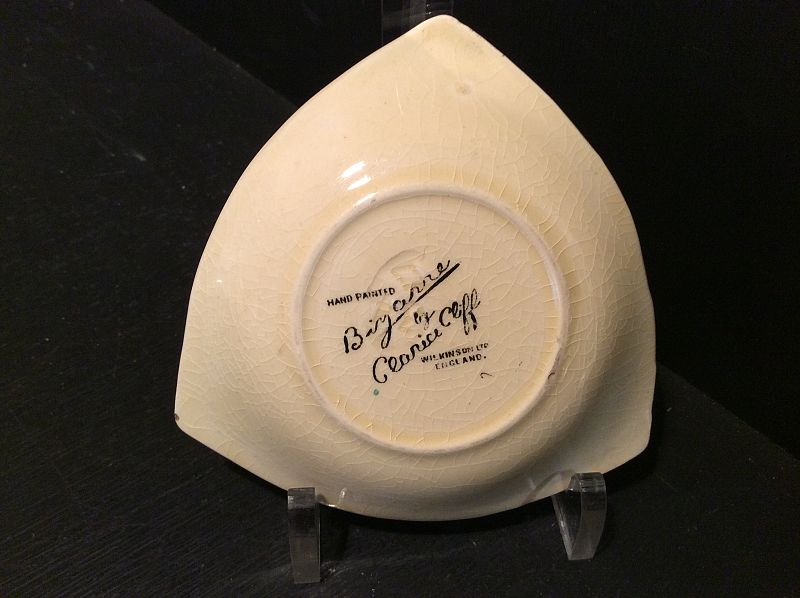 HAND PAINTED
Bizarre
by
Clarice Cliff
WILKINSON LTD
ENGLAND.